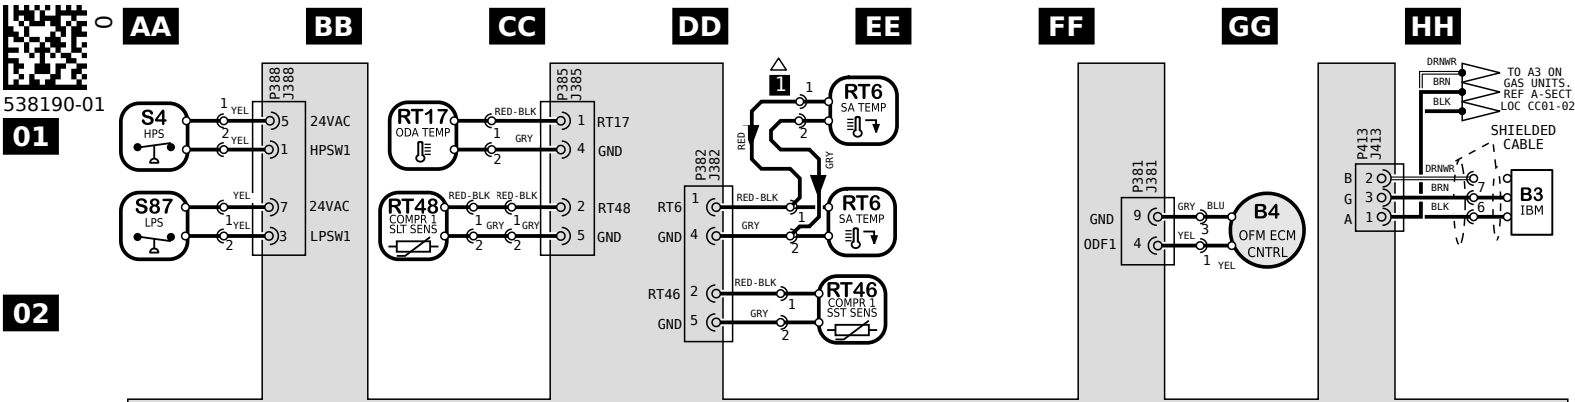 0
AA BB CC DD EE FF GG HH
538190-01
01
02
P388
J388
S4
HPS
1 YEL
2 YEL
5 24VAC
1 HPSW1
S87
LPS
YEL
1 YEL
2
7 24VAC
3 LPSW1
P385
J385
RT17
ODA TEMP
RED-BLK
1
GRY
2
1 RT17
4 GND
RT48
COMPR 1
SLT SENS
RED-BLK RED-BLK
1 1
GRY GRY
2 2
2 RT48
5 GND
P382
J382
RT6 1
GND 4
RT46 2
GND 5
RED-BLK
1
GRY
2
RED-BLK
1
GRY
2
1
RED
GRY
1
2
RT6
SA TEMP
RT6
SA TEMP
RT46
COMPR 1
SST SENS
P381
J381
GND 9
ODF1 4
GRY BLU
3
YEL
1 YEL
B4
OFM ECM
CNTRL
P413
J413
B 2
G 3
A 1
DRNWR
BRN
BLK
TO A3 ON
GAS UNITS.
REF A-SECT
LOC CC01-02
SHIELDED
CABLE
DRNWR
BRN
BLK
7
6
B3
IBM